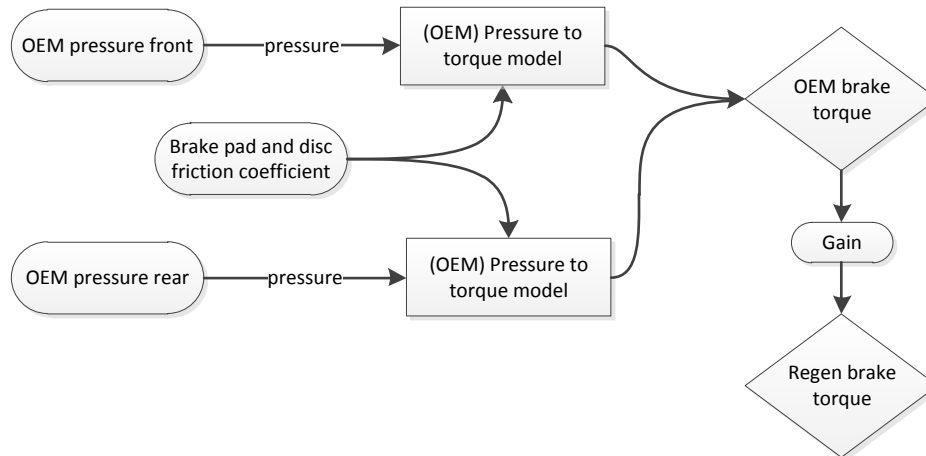 OEM pressure front
pressure
(OEM) Pressure to
torque model
OEM brake
torque
Brake pad and disc
friction coefficient
Gain
OEM pressure rear
pressure
(OEM) Pressure to
torque model
Regen brake
torque